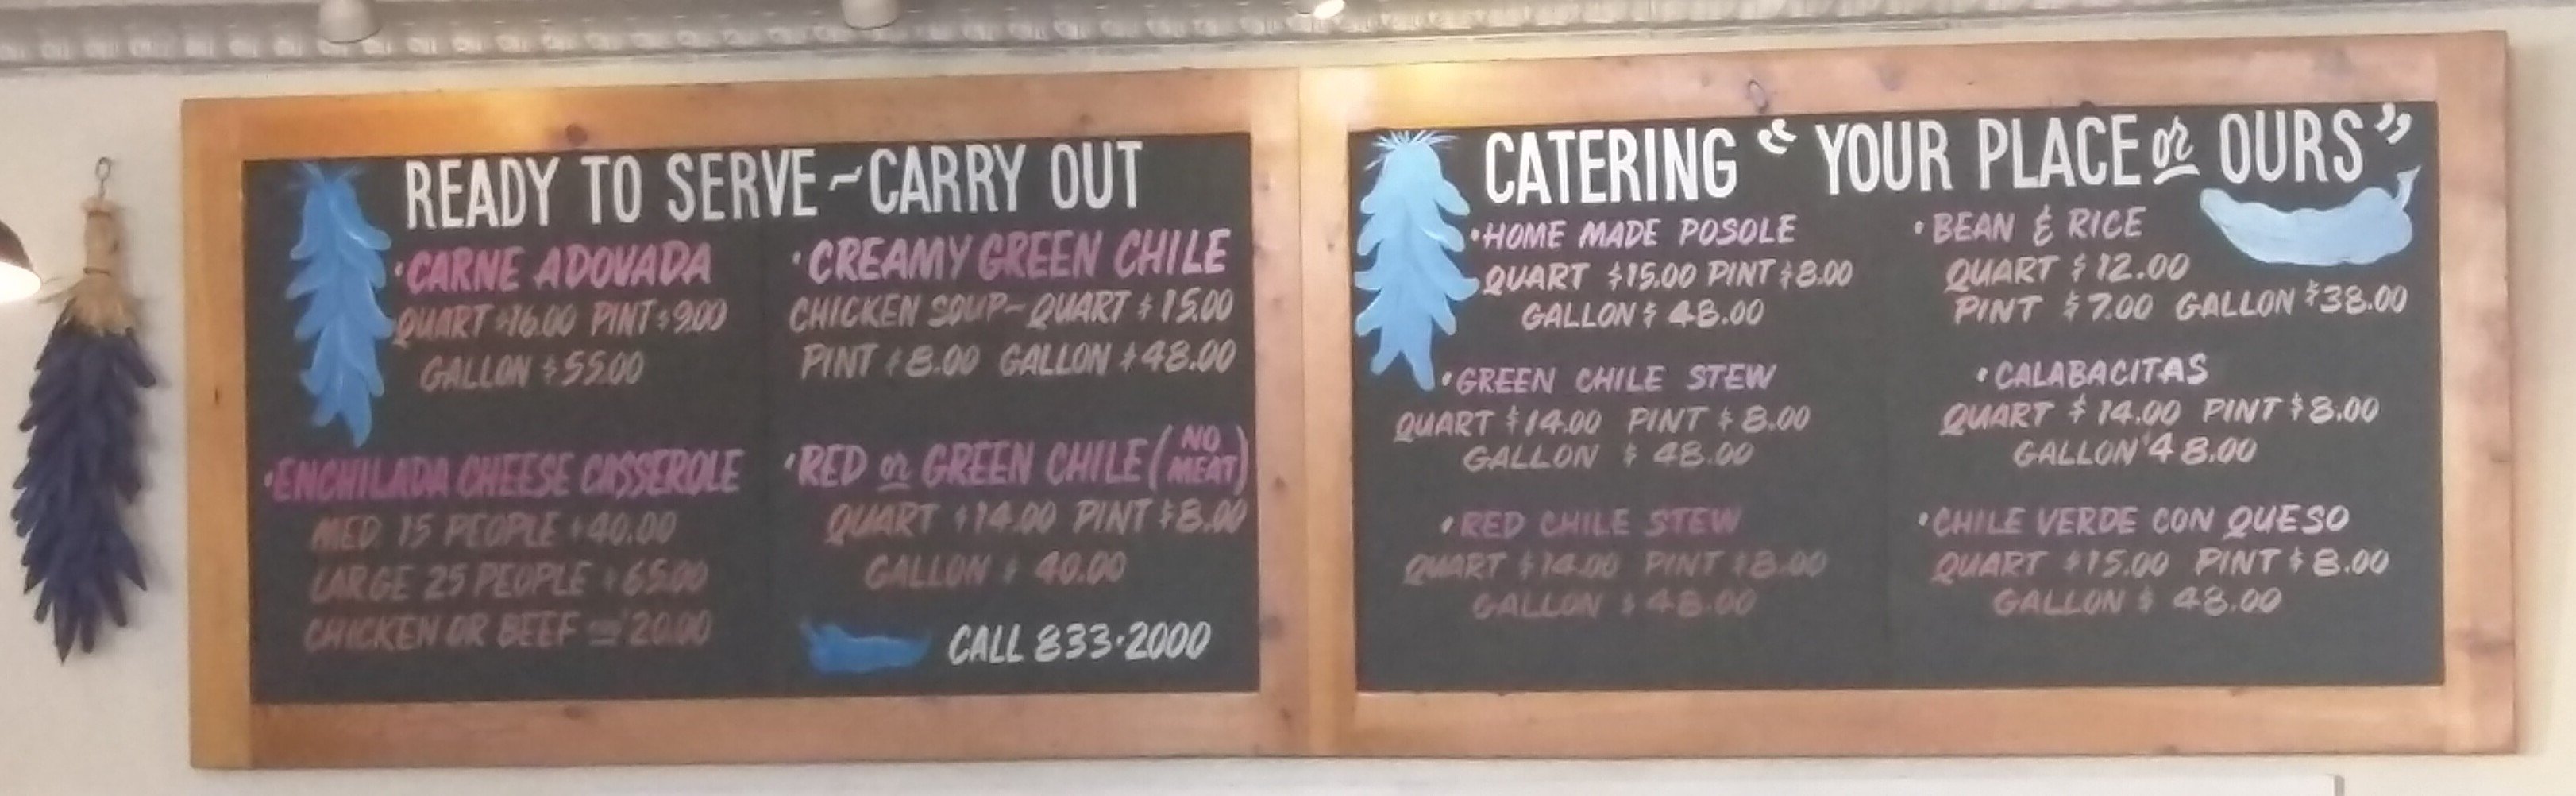 READY TO SERVE ~ CARRY OUT
• CARNE ADOVADA
QUART $16.00 PINT $9.00
GALLON $55.00
• ENCHILADA CHEESE CASSEROLE
MED 15 PEOPLE $40.00
LARGE 25 PEOPLE $65.00
CHICKEN OR BEEF $20.00
• CREAMY GREEN CHILE
CHICKEN SOUP ~ QUART $15.00
PINT $8.00 GALLON $48.00
• RED or GREEN CHILE (NO MEAT)
QUART $14.00 PINT $8.00
GALLON $40.00
CALL 833•2000
CATERING "YOUR PLACE or OURS"
• HOME MADE POSOLE
QUART $15.00 PINT $8.00
GALLON $48.00
• GREEN CHILE STEW
QUART $14.00 PINT $8.00
GALLON $48.00
• RED CHILE STEW
QUART $14.00 PINT $8.00
GALLON $48.00
• BEAN & RICE
QUART $12.00
PINT $7.00 GALLON $38.00
• CALABACITAS
QUART $14.00 PINT $8.00
GALLON $48.00
• CHILE VERDE CON QUESO
QUART $15.00 PINT $8.00
GALLON $48.00